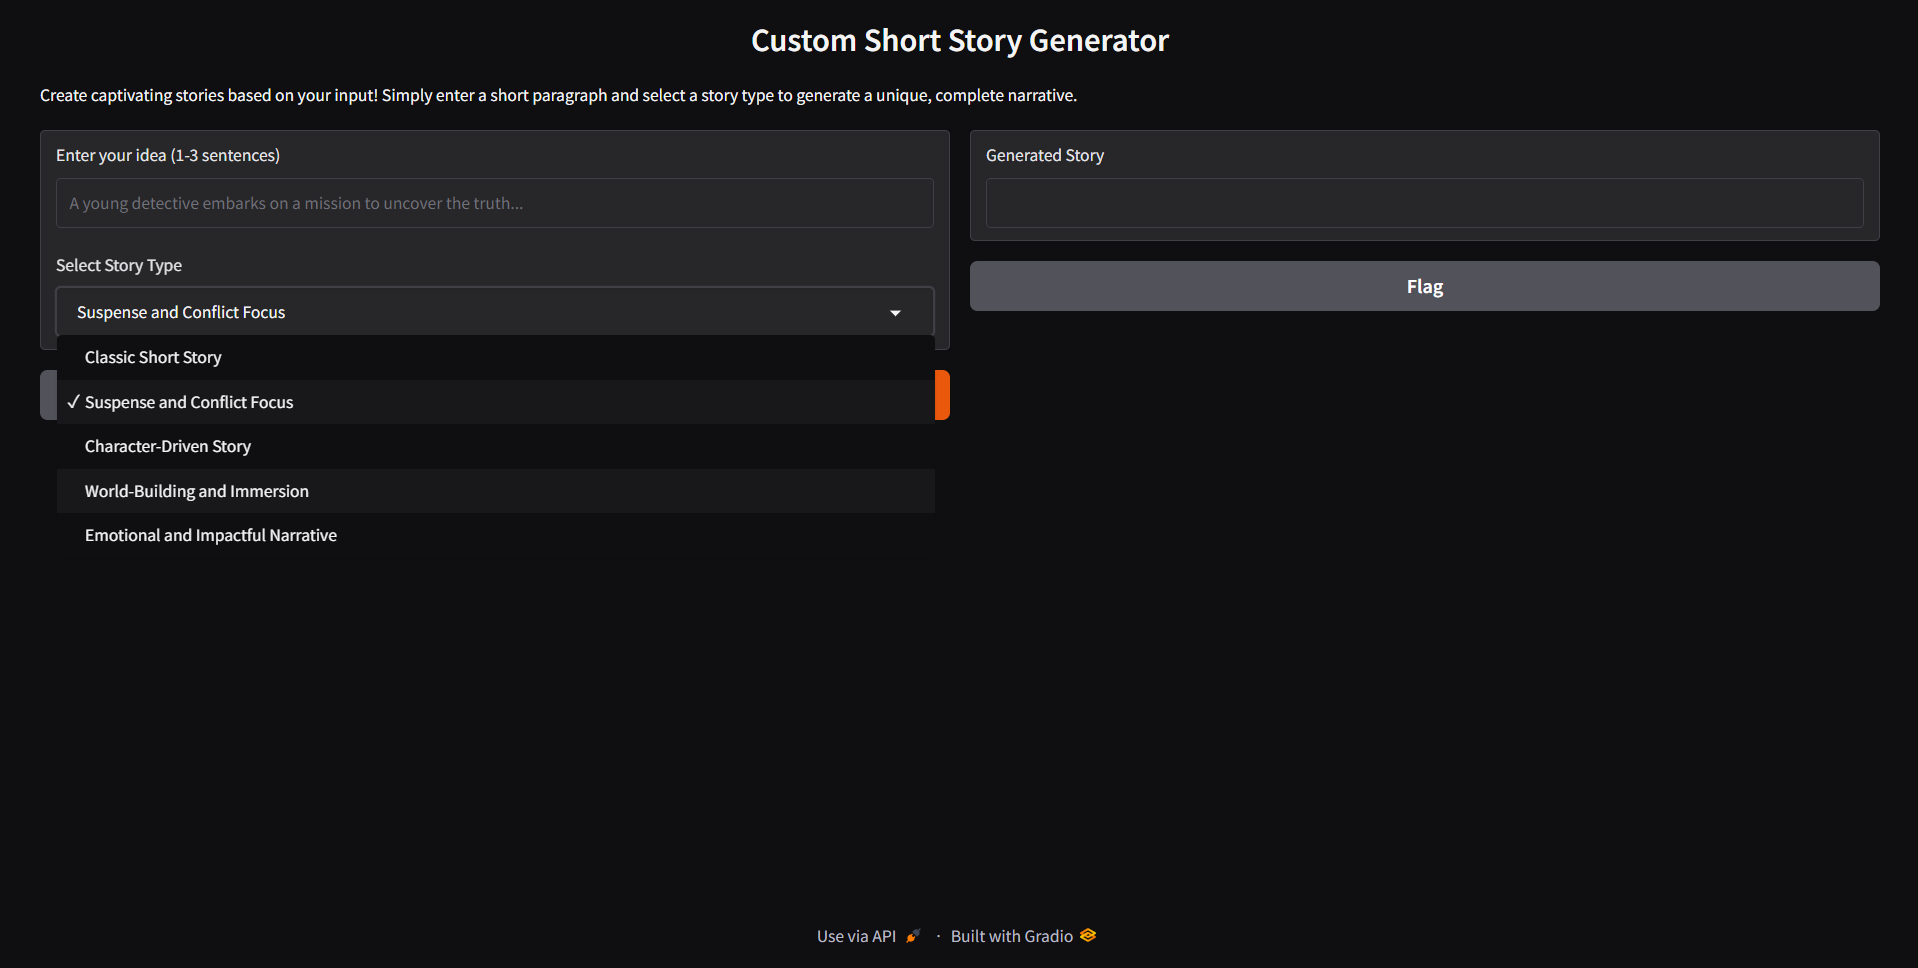 Custom Short Story Generator
Create captivating stories based on your input! Simply enter a short paragraph and select a story type to generate a unique, complete narrative.
Enter your idea (1-3 sentences)
A young detective embarks on a mission to uncover the truth...
Select Story Type
Suspense and Conflict Focus
Classic Short Story
✓ Suspense and Conflict Focus
Character-Driven Story
World-Building and Immersion
Emotional and Impactful Narrative
Generated Story
Flag
Use via API · Built with Gradio